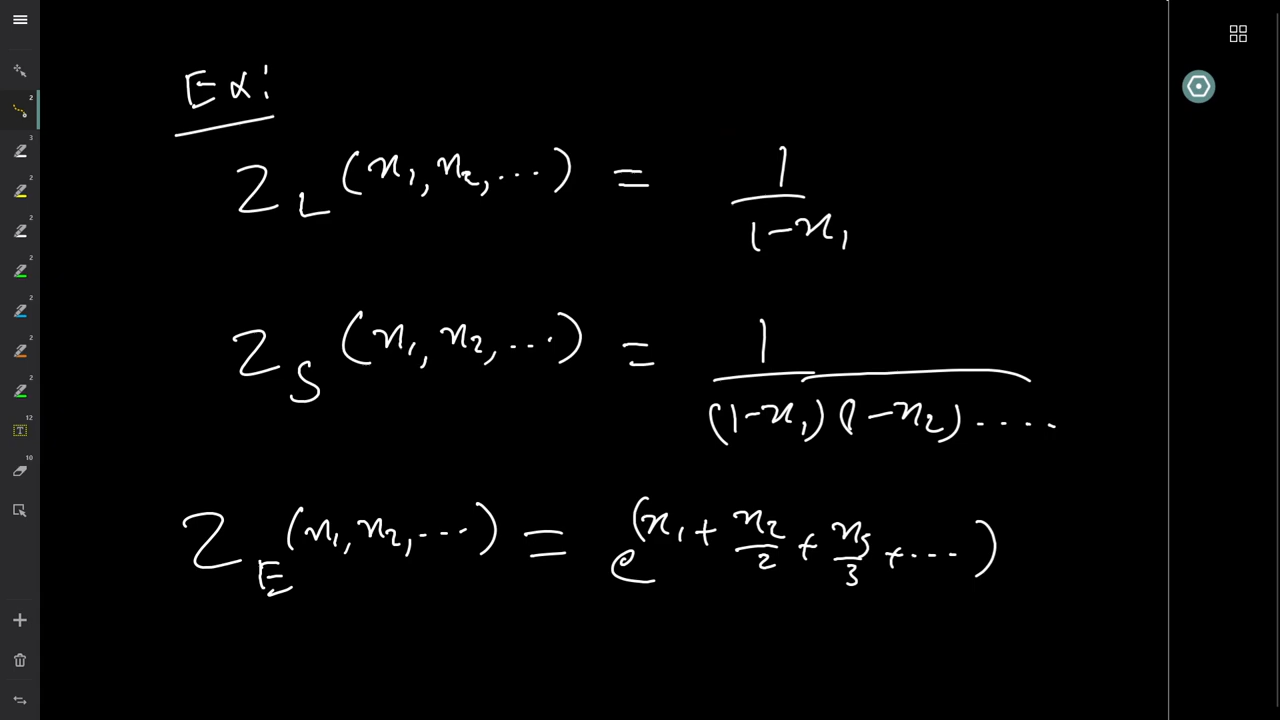 Ex:
Z_L (x_1, x_2, ...) = 1/(1-x_1)
Z_S (x_1, x_2, ...) = 1/((1-x_1)(1-x_2)....)
Z_E (x_1, x_2, ...) = e^(x_1 + x_2/2 + x_3/3 + ...)